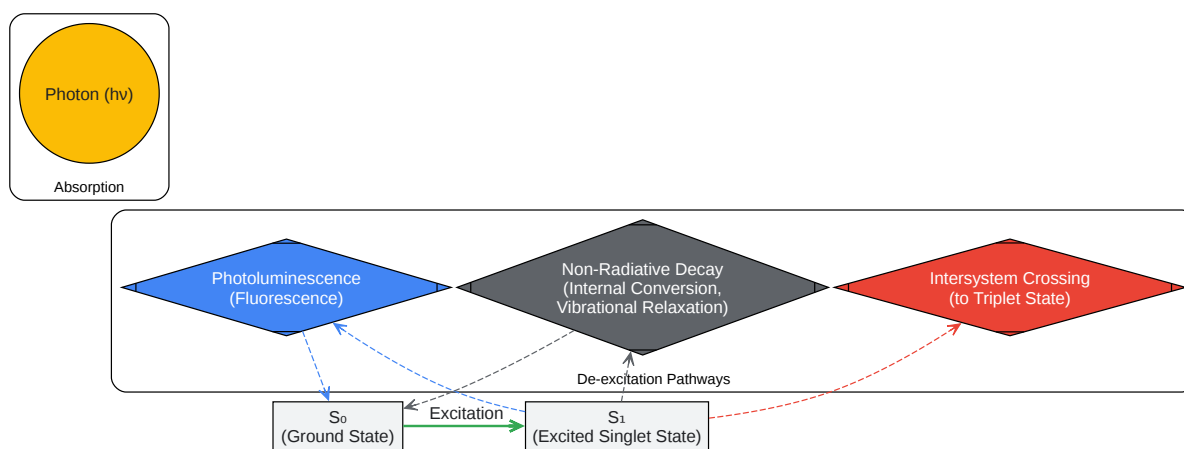 Photon (hν)
Absorption
Photoluminescence
(Fluorescence)
Non-Radiative Decay
(Internal Conversion,
Vibrational Relaxation)
Intersystem Crossing
(to Triplet State)
De-excitation Pathways
S₀
(Ground State)
Excitation
S₁
(Excited Singlet State)